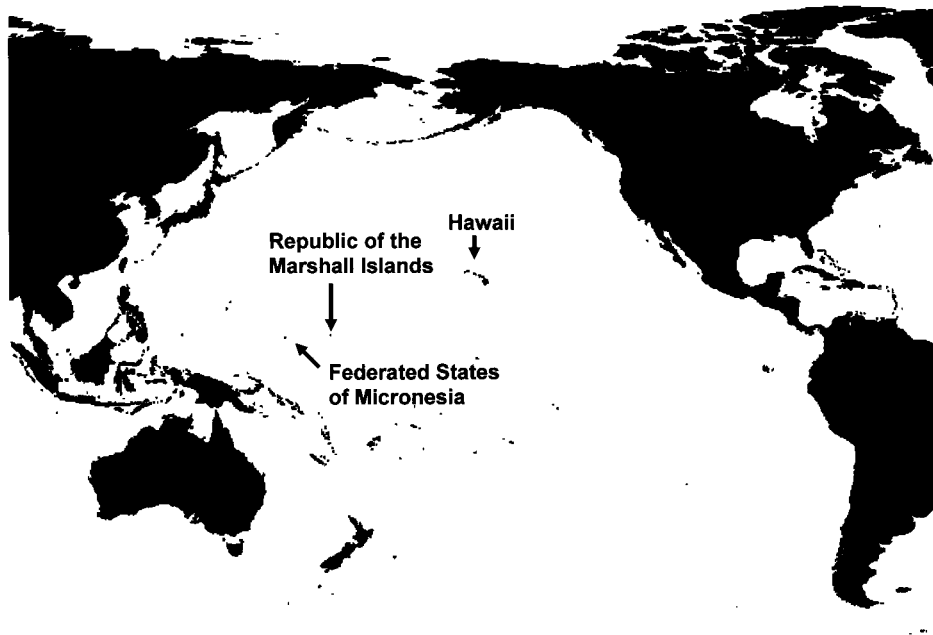 Hawaii
Republic of the
Marshall Islands
Federated States
of Micronesia